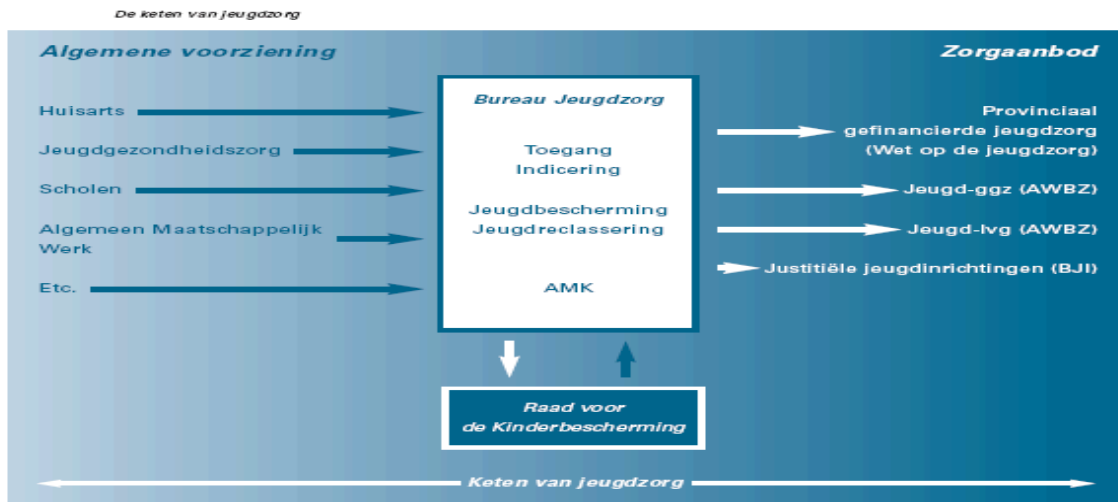 De keten van jeugdzorg
Algemene voorziening
Huisarts
Jeugdgezondheidszorg
Scholen
Algemeen Maatschappelijk
Werk
Etc.
Bureau Jeugdzorg
Toegang
Indicering
Jeugdbescherming
Jeugdreclassering
AMK
Zorgaanbod
Provinciaal
gefinancierde jeugdzorg
(Wet op de jeugdzorg)
Jeugd-ggz (AWBZ)
Jeugd-lvg (AWBZ)
Justitiële jeugdinrichtingen (BJI)
Raad voor
de Kinderbescherming
Keten van jeugdzorg